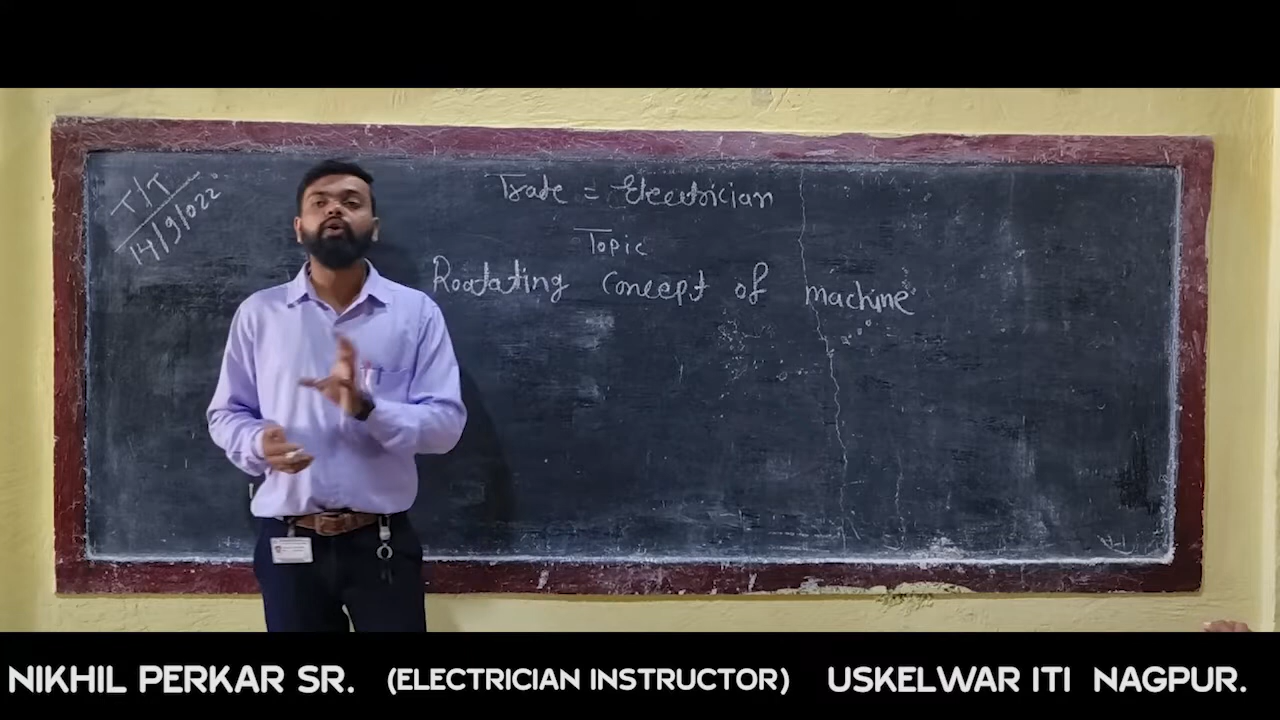 T/T
14/9/022
Trade = Electrician
Topic
Roatating concept of machine
NIKHIL PERKAR SR. (ELECTRICIAN INSTRUCTOR) USKELWAR ITI NAGPUR.